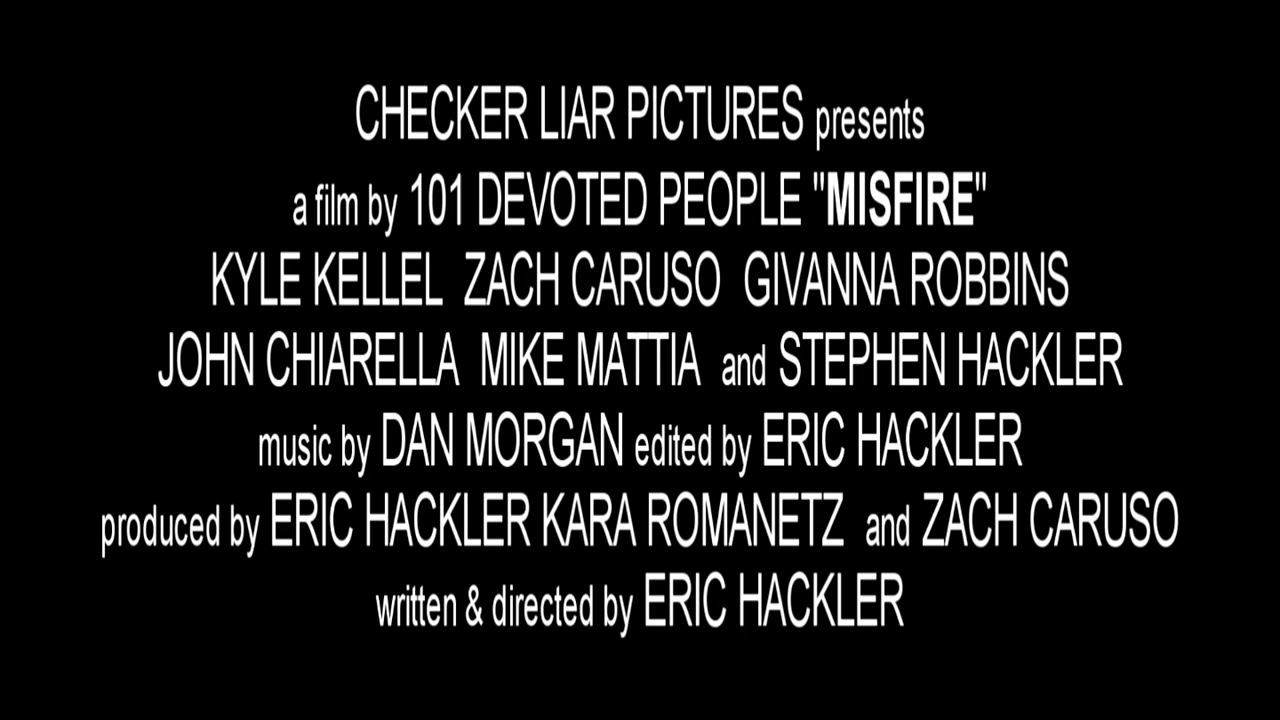 CHECKER LIAR PICTURES presents
a film by 101 DEVOTED PEOPLE "MISFIRE"
KYLE KELLEL ZACH CARUSO GIVANNA ROBBINS
JOHN CHIARELLA MIKE MATTIA and STEPHEN HACKLER
music by DAN MORGAN edited by ERIC HACKLER
produced by ERIC HACKLER KARA ROMANETZ and ZACH CARUSO
written & directed by ERIC HACKLER